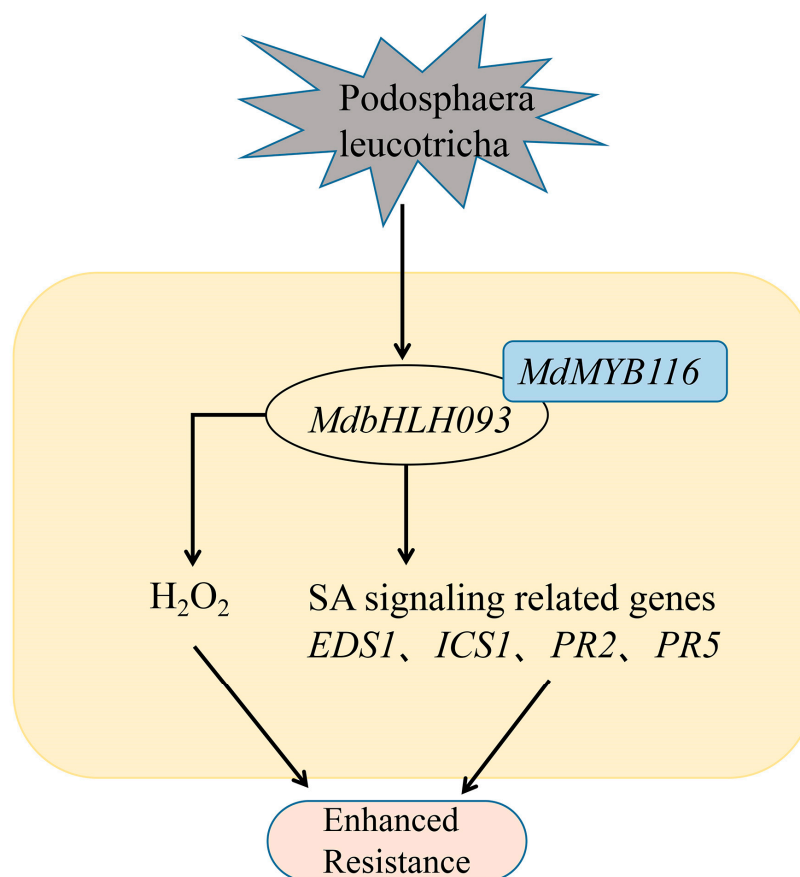 Podosphaera
leucotricha
MdMYB116
MdbHLH093
H₂O₂
SA signaling related genes
EDS1、ICS1、PR2、PR5
Enhanced
Resistance